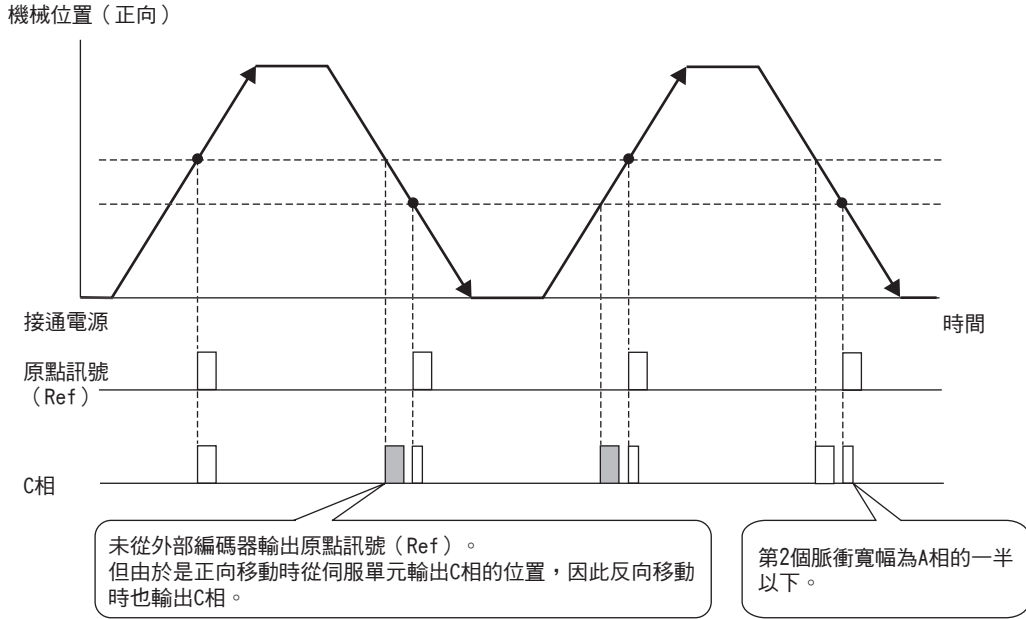 機械位置（正向）
接通電源
時間
原點訊號
（Ref）
C相
未從外部編碼器輸出原點訊號（Ref）。
但由於是正向移動時從伺服單元輸出C相的位置，因此反向移動
時也輸出C相。
第2個脈衝寬幅為A相的一半
以下。